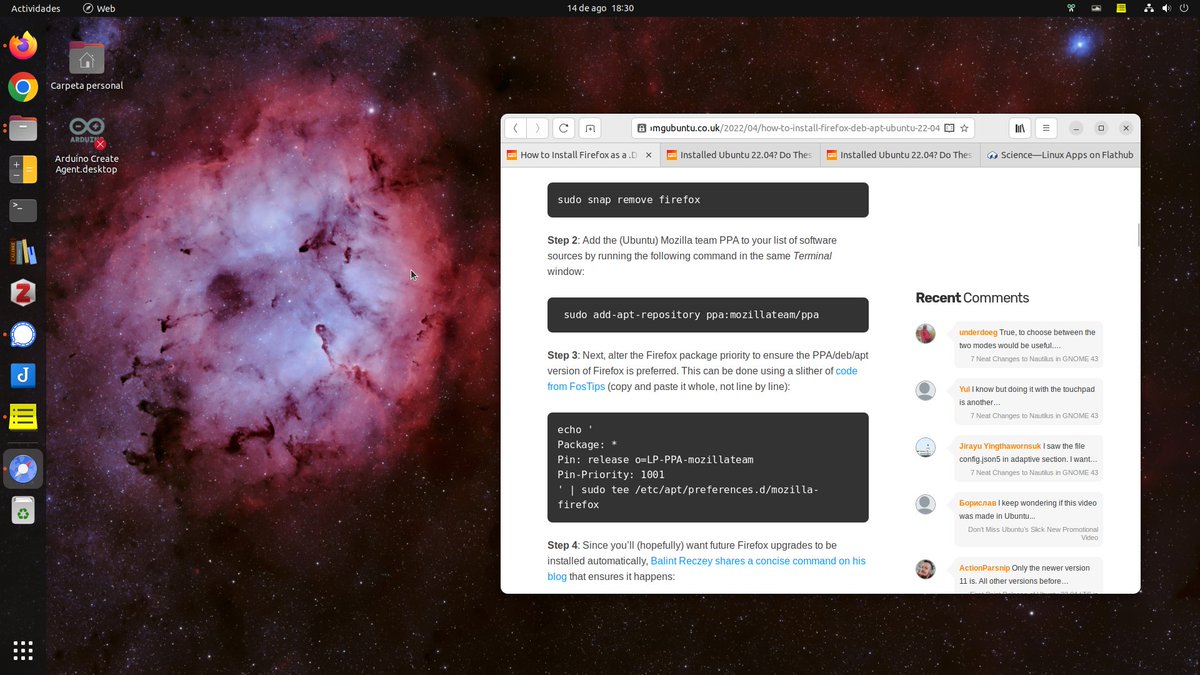 Actividades
Web
14 de ago 18:30
Carpeta personal
ARDUINO
Arduino Create
Agent.desktop
CALIBRE
mgubuntu.co.uk/2022/04/how-to-install-firefox-deb-apt-ubuntu-22-04
How to Install Firefox as a .D
Installed Ubuntu 22.04? Do Thes
Installed Ubuntu 22.04? Do Thes
Science—Linux Apps on Flathub
sudo snap remove firefox
Step 2: Add the (Ubuntu) Mozilla team PPA to your list of software
sources by running the following command in the same Terminal
window:
sudo add-apt-repository ppa:mozillateam/ppa
Step 3: Next, alter the Firefox package priority to ensure the PPA/deb/apt
version of Firefox is preferred. This can be done using a slither of code
from FosTips (copy and paste it whole, not line by line):
echo '
Package: *
Pin: release o=LP-PPA-mozillateam
Pin-Priority: 1001
' | sudo tee /etc/apt/preferences.d/mozilla-
firefox
Step 4: Since you'll (hopefully) want future Firefox upgrades to be
installed automatically, Balint Reczey shares a concise command on his
blog that ensures it happens:
Recent Comments
underdoeg True, to choose between the
two modes would be useful....
7 Neat Changes to Nautilus in GNOME 43
Yul I know but doing it with the touchpad
is another...
7 Neat Changes to Nautilus in GNOME 43
Jirayu Yingthawornsuk I saw the file
config.json5 in adaptive section. I want...
7 Neat Changes to Nautilus in GNOME 43
Борислав I keep wondering if this video
was made in Ubuntu...
Don't Miss Ubuntu's Slick New Promotional
Video
ActionParsnip Only the newer version
11 is. All other versions before...